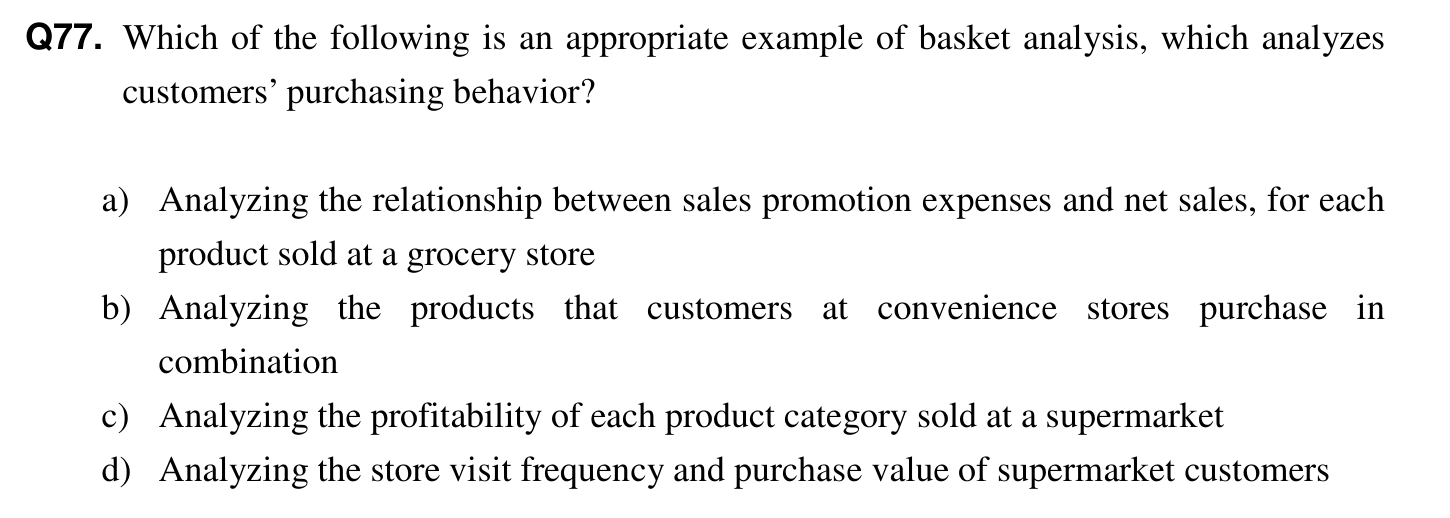 Q77. Which of the following is an appropriate example of basket analysis, which analyzes
customers’ purchasing behavior?
a) Analyzing the relationship between sales promotion expenses and net sales, for each
product sold at a grocery store
b) Analyzing the products that customers at convenience stores purchase in
combination
c) Analyzing the profitability of each product category sold at a supermarket
d) Analyzing the store visit frequency and purchase value of supermarket customers